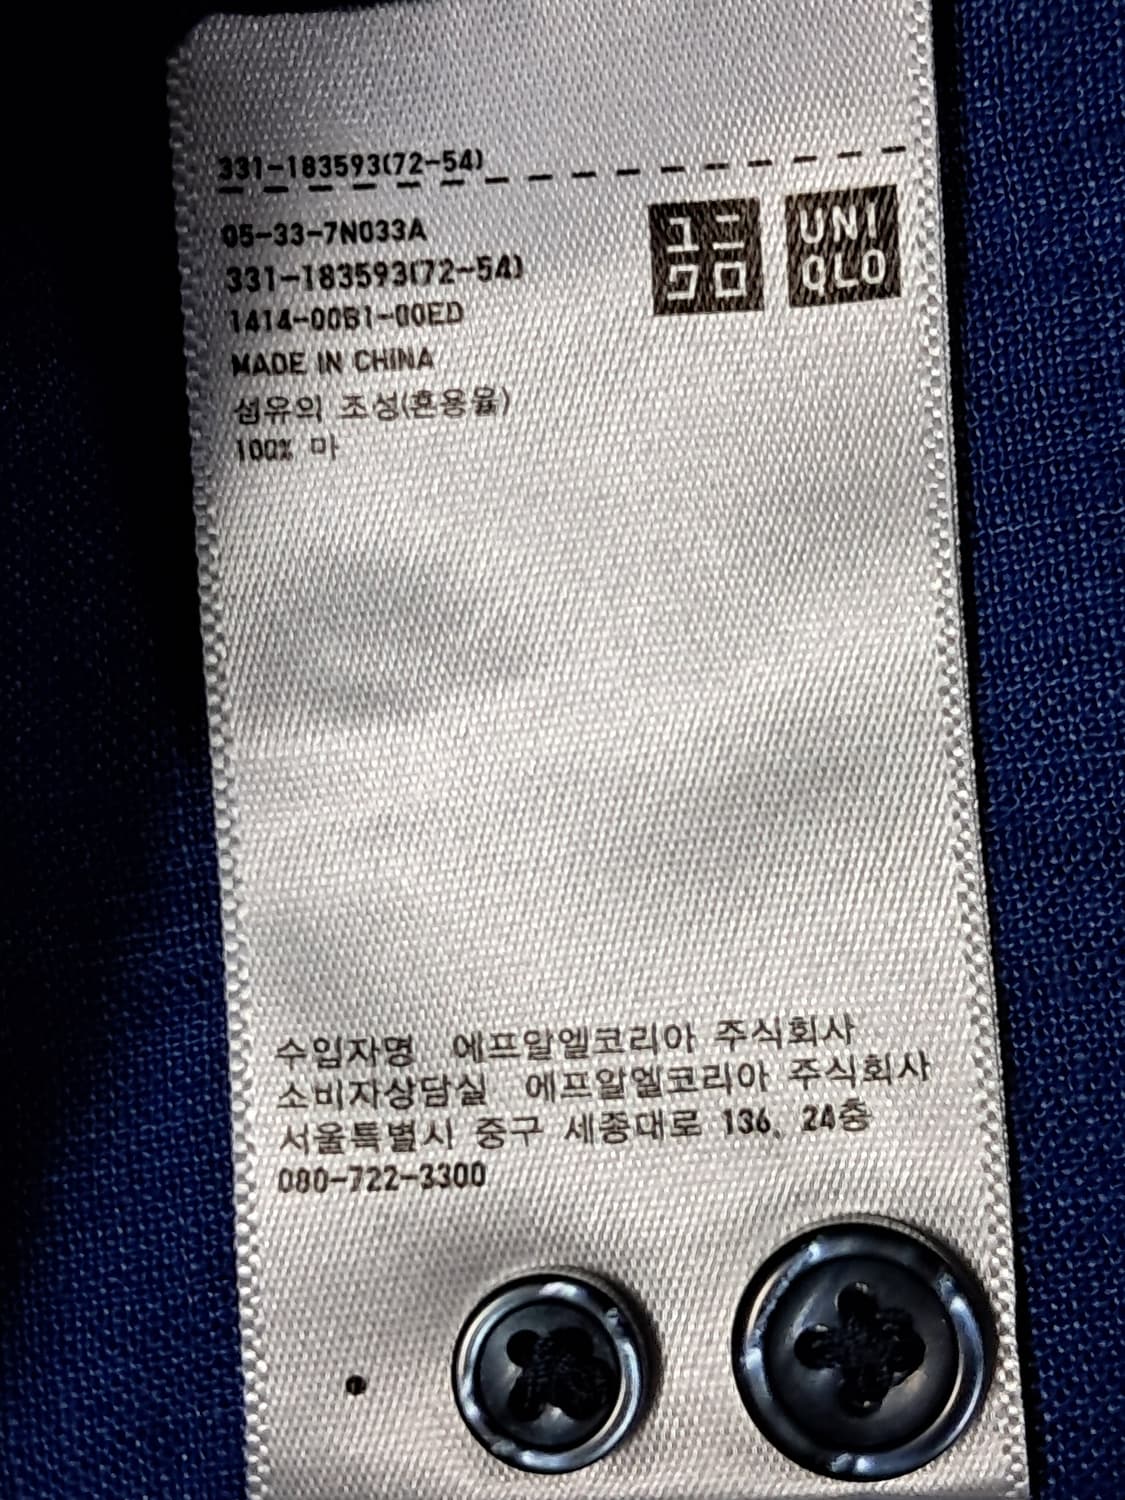 331-183593(72-54)
05-33-7N033A
331-183593(72-54)
1414-00B1-00ED
MADE IN CHINA
섬유의 조성(혼용율)
100% 마
ユニ
クロ
UNI
QLO
수입자명 에프알엘코리아 주식회사
소비자상담실 에프알엘코리아 주식회사
서울특별시 중구 세종대로 136, 24층
080-722-3300